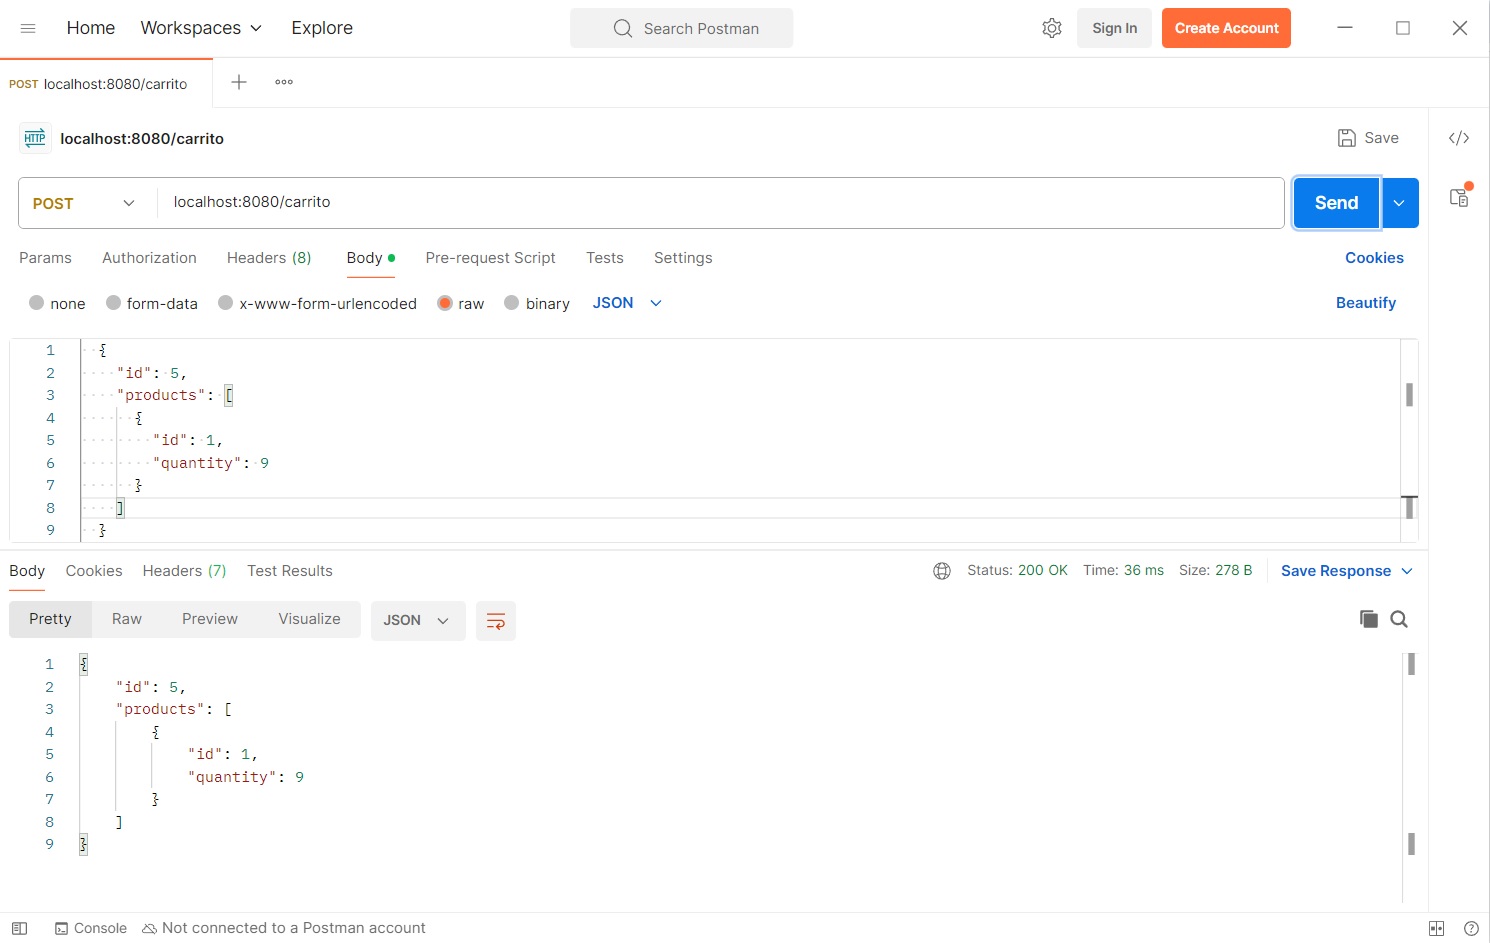 Home Workspaces Explore Search Postman Sign In Create Account
POST localhost:8080/carrito
HTTP localhost:8080/carrito Save
POST localhost:8080/carrito Send
Params Authorization Headers (8) Body Pre-request Script Tests Settings Cookies
none form-data x-www-form-urlencoded raw binary JSON Beautify
1 {
2 "id": 5,
3 "products": [
4 {
5 "id": 1,
6 "quantity": 9
7 }
8 ]
9 }
Body Cookies Headers (7) Test Results Status: 200 OK Time: 36 ms Size: 278 B Save Response
Pretty Raw Preview Visualize JSON
1 {
2 "id": 5,
3 "products": [
4 {
5 "id": 1,
6 "quantity": 9
7 }
8 ]
9 }
Console Not connected to a Postman account